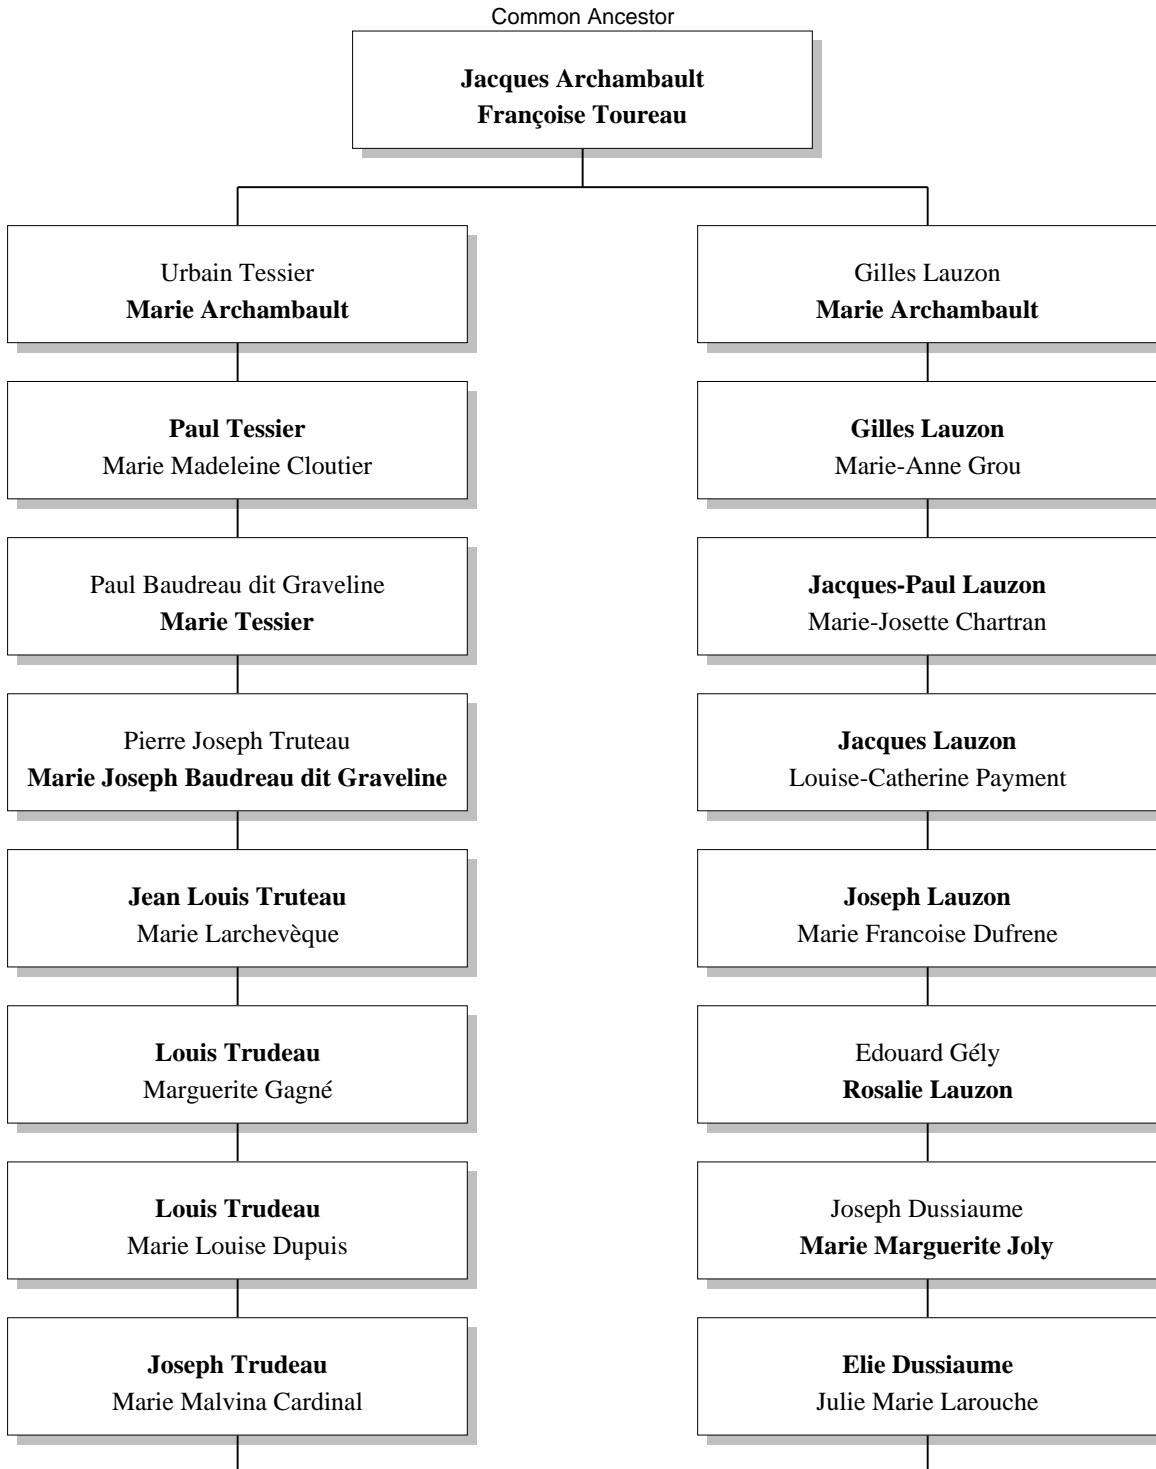 Common Ancestor
Jacques Archambault
Françoise Toureau
Urbain Tessier
Marie Archambault
Gilles Lauzon
Marie Archambault
Paul Tessier
Marie Madeleine Cloutier
Gilles Lauzon
Marie-Anne Grou
Paul Baudreau dit Graveline
Marie Tessier
Jacques-Paul Lauzon
Marie-Josette Chartran
Pierre Joseph Truteau
Marie Joseph Baudreau dit Graveline
Jacques Lauzon
Louise-Catherine Payment
Jean Louis Truteau
Marie Larchevèque
Joseph Lauzon
Marie Francoise Dufrene
Louis Trudeau
Marguerite Gagné
Edouard Gély
Rosalie Lauzon
Louis Trudeau
Marie Louise Dupuis
Joseph Dussiaume
Marie Marguerite Joly
Joseph Trudeau
Marie Malvina Cardinal
Elie Dussiaume
Julie Marie Larouche